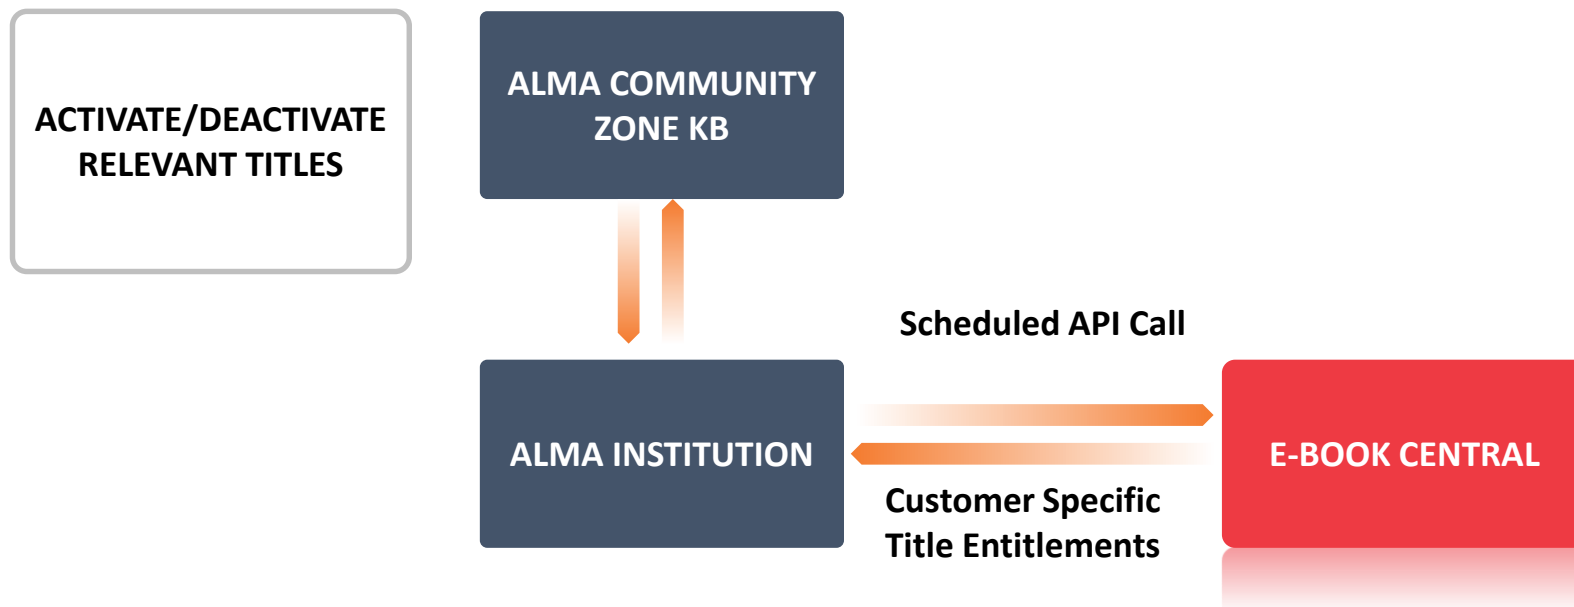 ACTIVATE/DEACTIVATE
RELEVANT TITLES
ALMA COMMUNITY
ZONE KB
Scheduled API Call
ALMA INSTITUTION
E-BOOK CENTRAL
Customer Specific
Title Entitlements